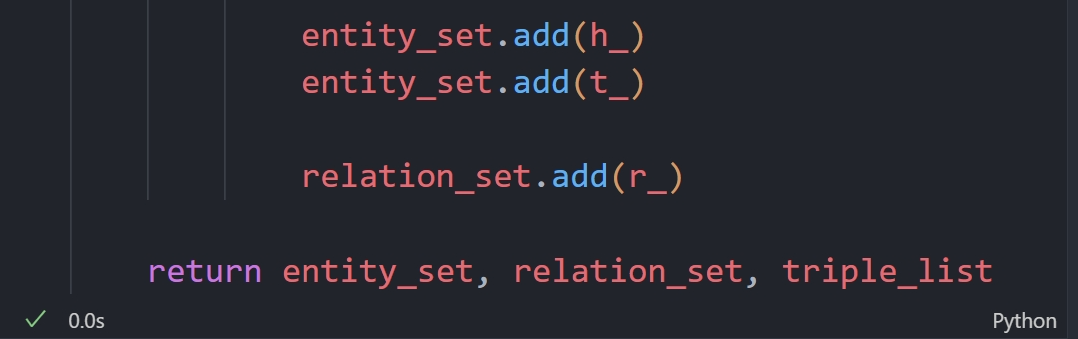 entity_set.add(h_)
entity_set.add(t_)
relation_set.add(r_)
return entity_set, relation_set, triple_list
0.0s Python